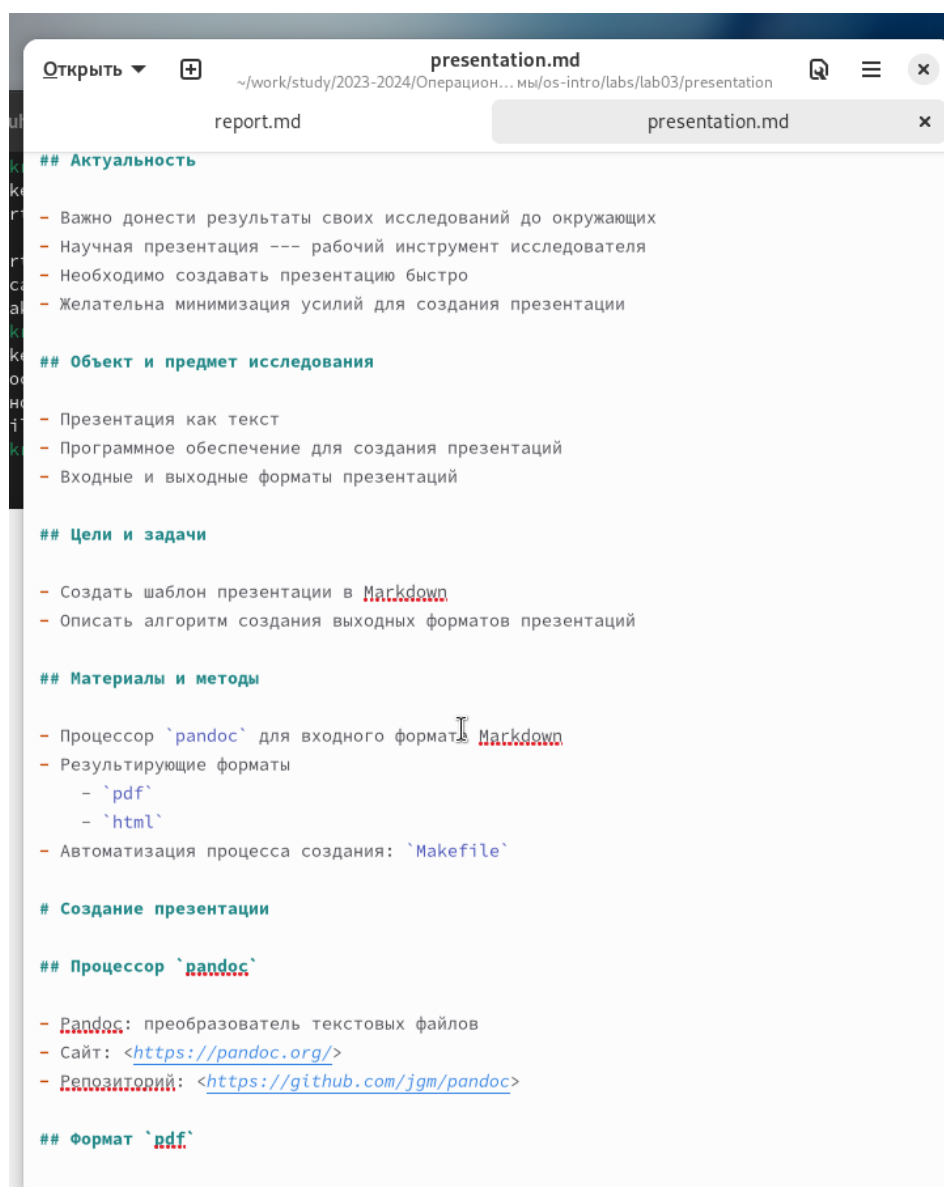 Открыть
presentation.md
~/work/study/2023-2024/Операцион… мы/os-intro/labs/lab03/presentation
report.md
presentation.md
## Актуальность
- Важно донести результаты своих исследований до окружающих
- Научная презентация --- рабочий инструмент исследователя
- Необходимо создавать презентацию быстро
- Желательна минимизация усилий для создания презентации
## Объект и предмет исследования
- Презентация как текст
- Программное обеспечение для создания презентаций
- Входные и выходные форматы презентаций
## Цели и задачи
- Создать шаблон презентации в Markdown
- Описать алгоритм создания выходных форматов презентаций
## Материалы и методы
- Процессор `pandoc` для входного формата Markdown
- Результирующие форматы
- `pdf`
- `html`
- Автоматизация процесса создания: `Makefile`
# Создание презентации
## Процессор `pandoc`
- Pandoc: преобразователь текстовых файлов
- Сайт: <https://pandoc.org/>
- Репозиторий: <https://github.com/jgm/pandoc>
## Формат `pdf`